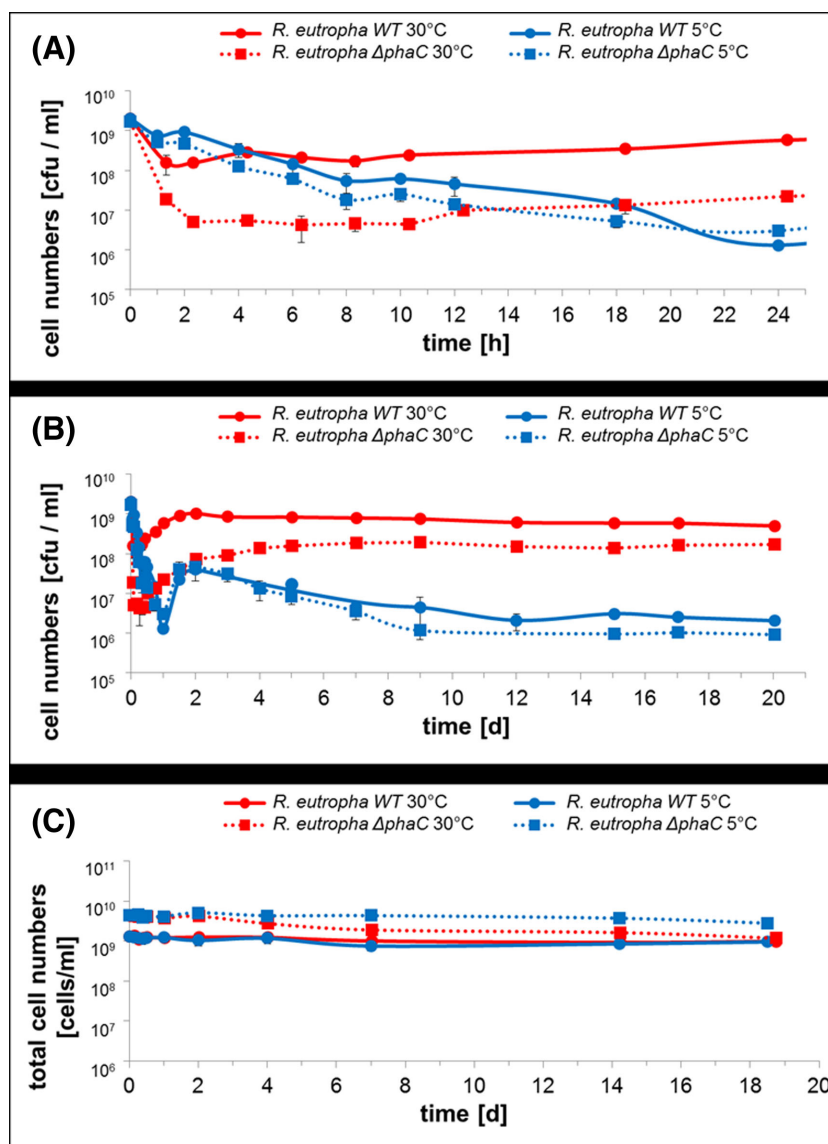 (A)
R. eutropha WT 30°C R. eutropha WT 5°C
R. eutropha ΔphaC 30°C R. eutropha ΔphaC 5°C
cell numbers [cfu / ml]
10¹⁰
10⁹
10⁸
10⁷
10⁶
10⁵
0 2 4 6 8 10 12 14 16 18 20 22 24
time [h]
(B)
R. eutropha WT 30°C R. eutropha WT 5°C
R. eutropha ΔphaC 30°C R. eutropha ΔphaC 5°C
cell numbers [cfu / ml]
10¹⁰
10⁹
10⁸
10⁷
10⁶
10⁵
0 2 4 6 8 10 12 14 16 18 20
time [d]
(C)
R. eutropha WT 30°C R. eutropha WT 5°C
R. eutropha ΔphaC 30°C R. eutropha ΔphaC 5°C
total cell numbers
[cells/ml]
10¹¹
10¹⁰
10⁹
10⁸
10⁷
10⁶
0 2 4 6 8 10 12 14 16 18 20
time [d]